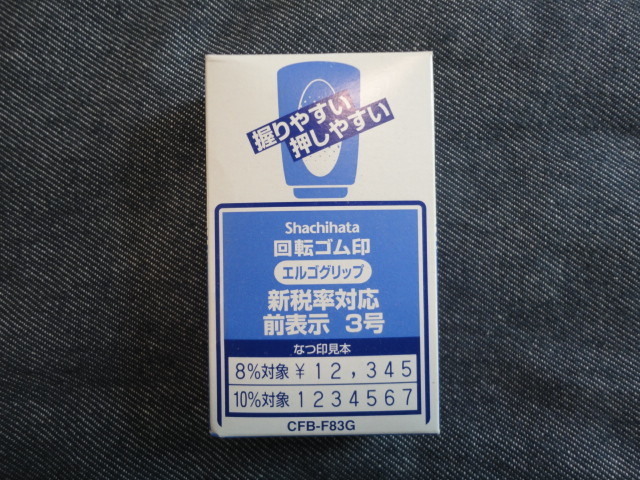 握りやすい
押しやすい
Shachihata
回転ゴム印
エルゴグリップ
新税率対応
前表示 3号
なつ印見本
8%対象 ¥12,345
10%対象 1234567
CFB-F83G